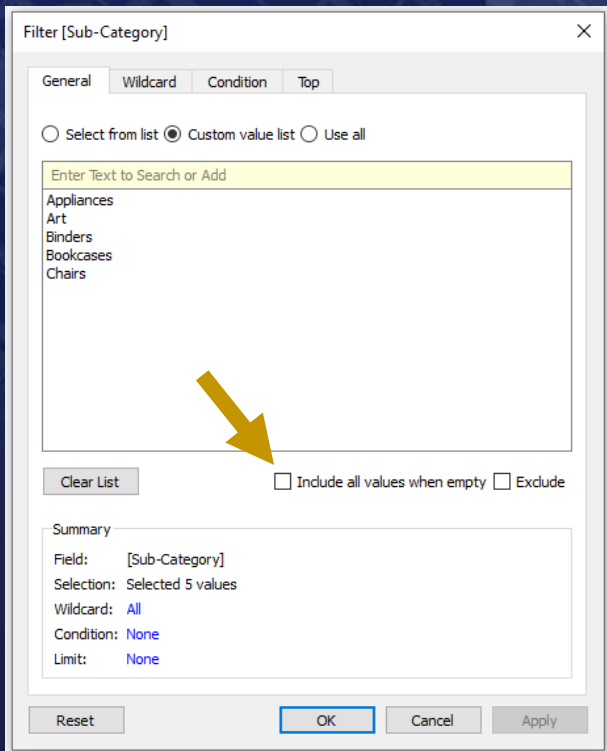 Filter [Sub-Category]
General Wildcard Condition Top
Select from list Custom value list Use all
Enter Text to Search or Add
Appliances
Art
Binders
Bookcases
Chairs
Clear List Include all values when empty Exclude
Summary
Field: [Sub-Category]
Selection: Selected 5 values
Wildcard: All
Condition: None
Limit: None
Reset OK Cancel Apply